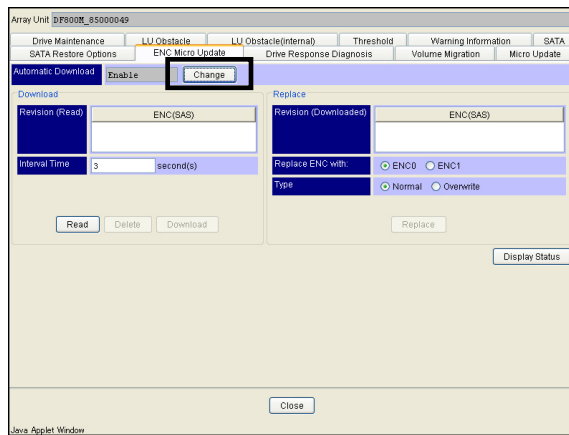 Array Unit DF800M_85000049
Drive Maintenance LU Obstacle LU Obstacle(internal) Threshold Warning Information SATA
SATA Restore Options ENC Micro Update Drive Response Diagnosis Volume Migration Micro Update
Automatic Download Enable Change
Download Replace
Revision (Read) ENC(SAS) Revision (Downloaded) ENC(SAS)
Interval Time 3 second(s) Replace ENC with: ENC0 ENC1
Type Normal Overwrite
Read Delete Download Replace
Display Status
Close
Java Applet Window